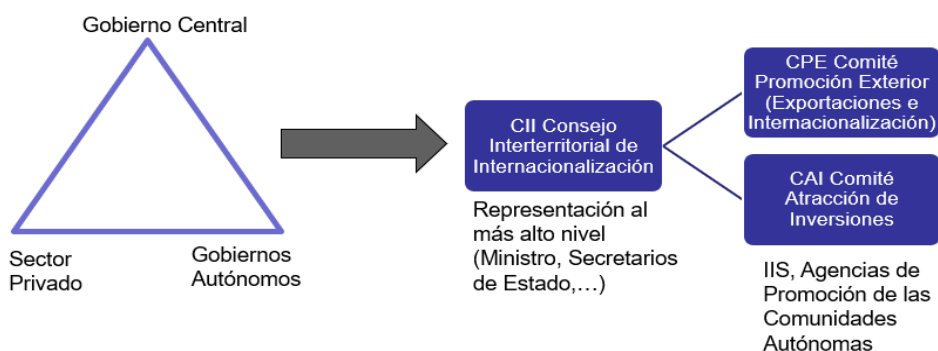 Gobierno Central
Sector
Privado
Gobiernos
Autónomos
CII Consejo
Interterritorial de
Internacionalización
Representación al
más alto nivel
(Ministro, Secretarios
de Estado,…)
CPE Comité
Promoción Exterior
(Exportaciones e
Internacionalización)
CAI Comité
Atracción de
Inversiones
IIS, Agencias de
Promoción de las
Comunidades
Autónomas